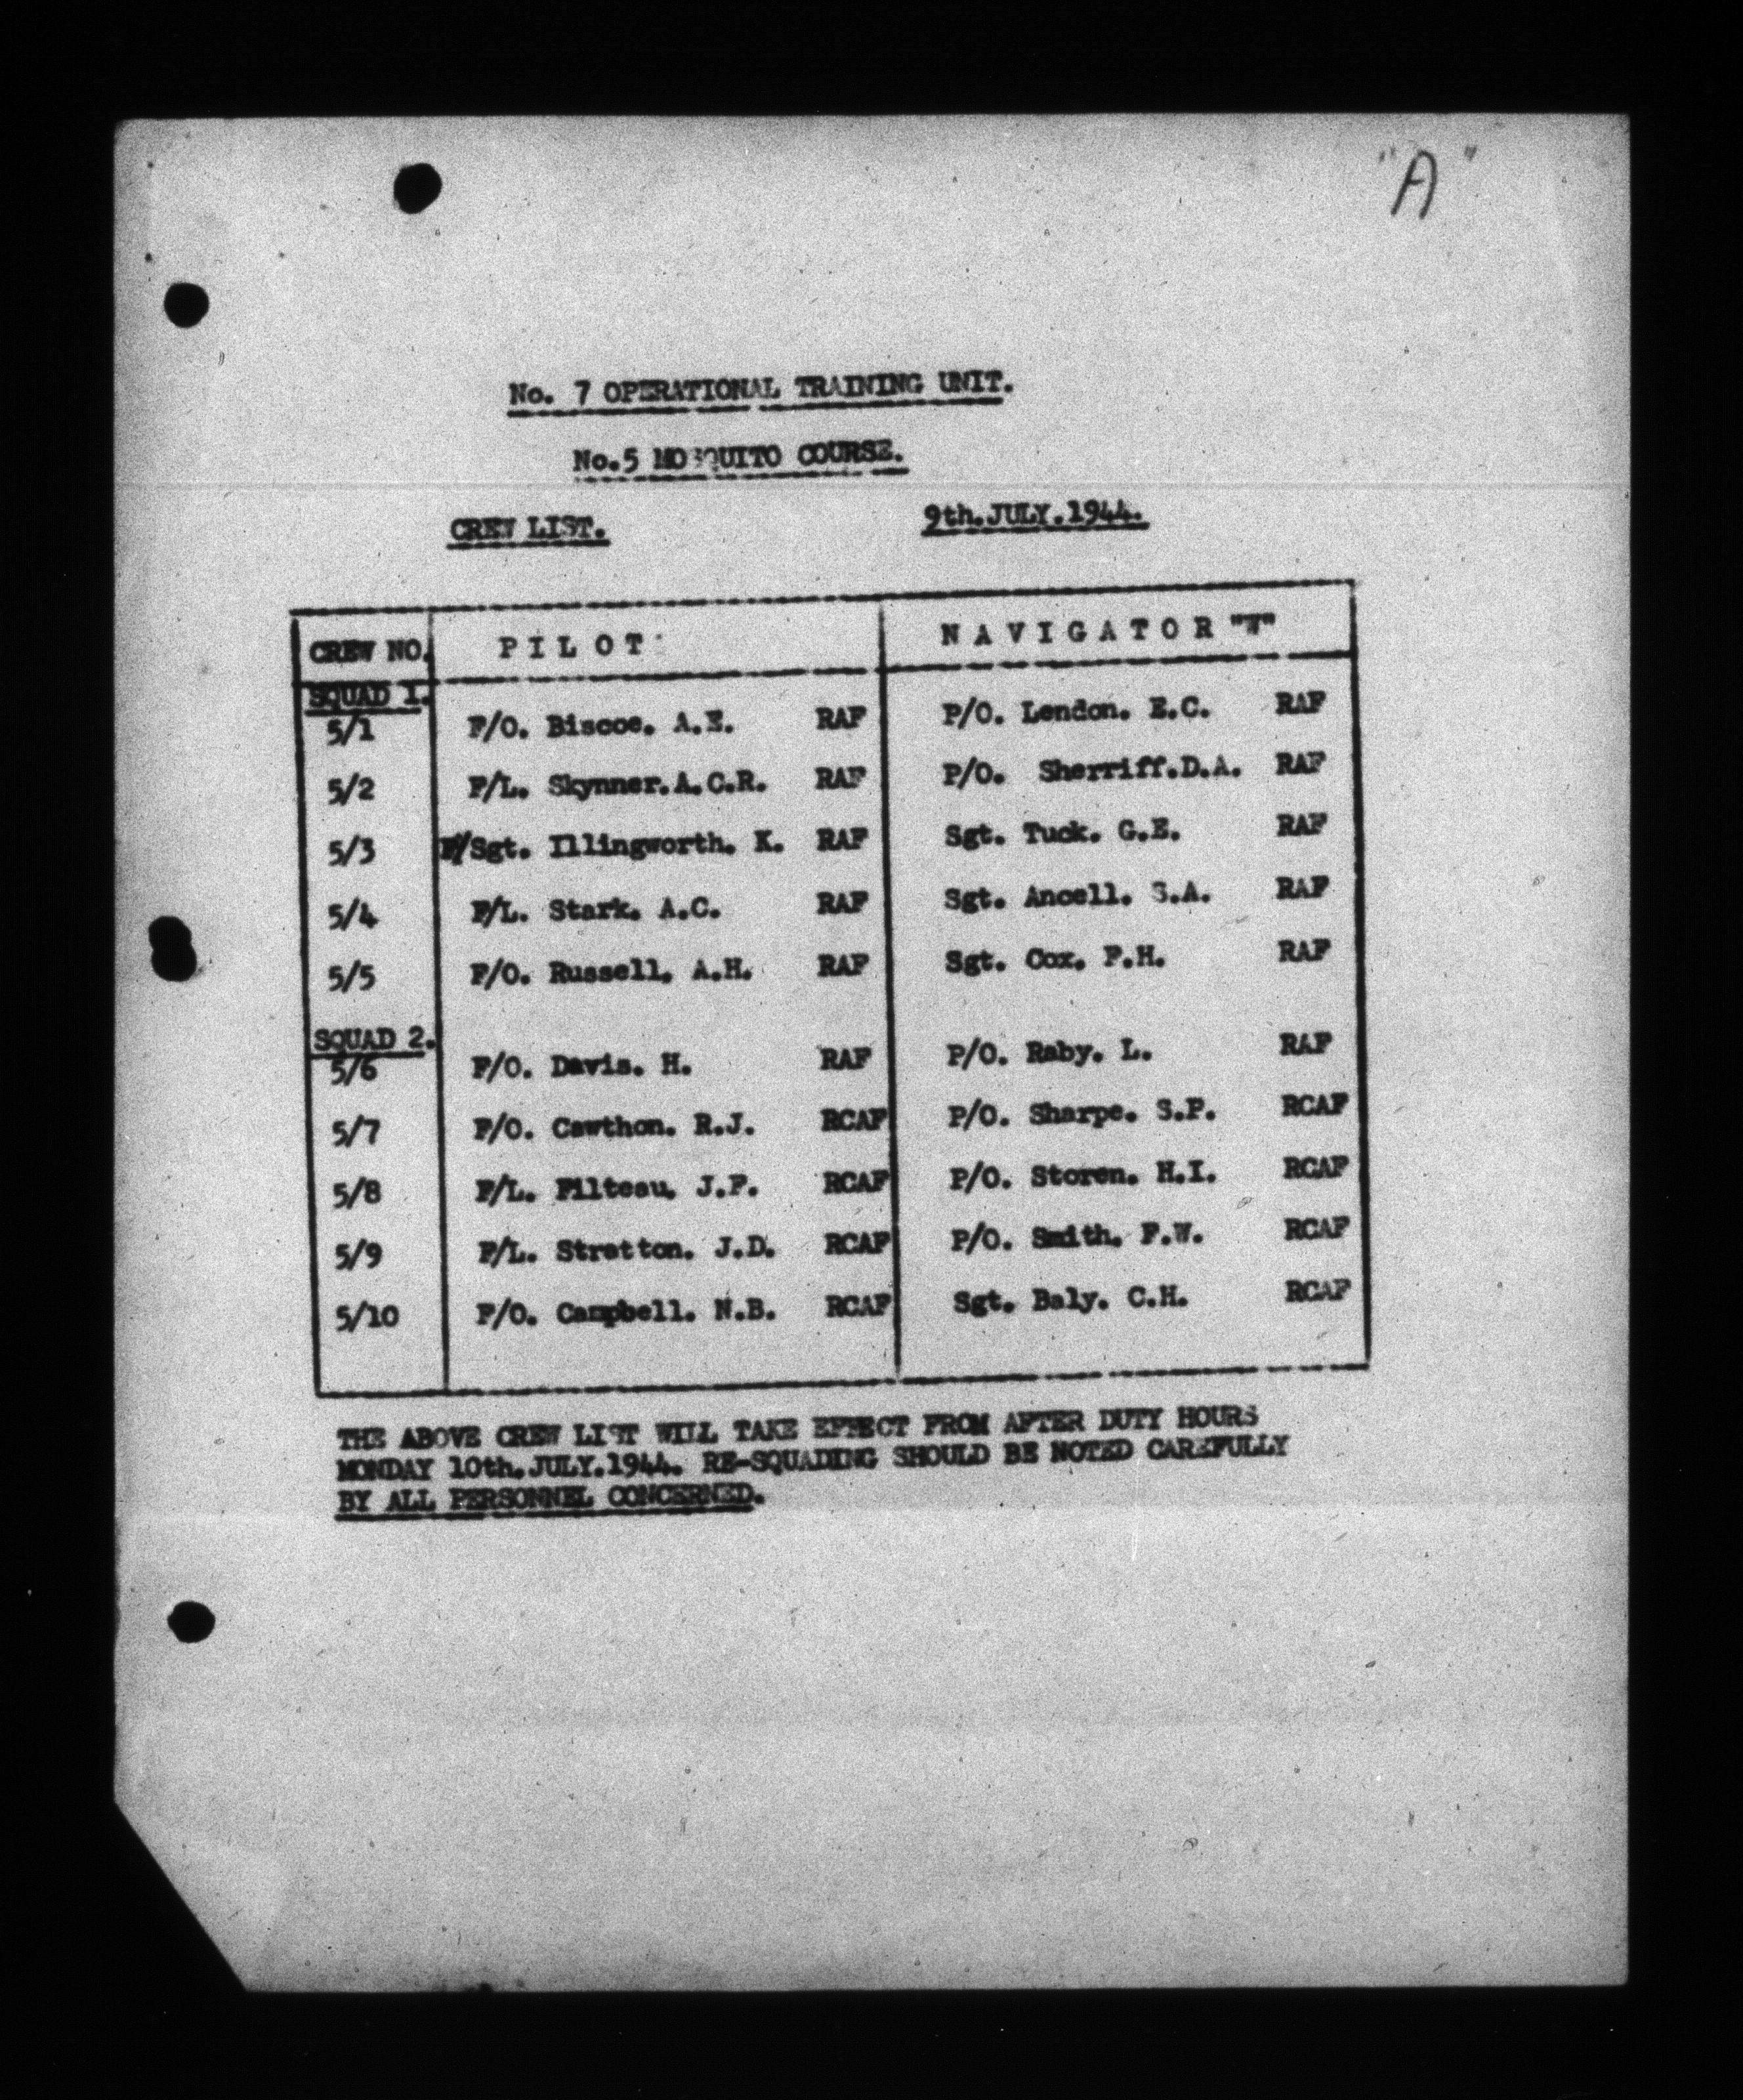 "A"
No. 7 OPERATIONAL TRAINING UNIT.
No.5 MOSQUITO COURSE.
CREW LIST. 9th.JULY.1944.
CREW NO. PILOT NAVIGATOR "W"
SQUAD 1.
5/1 F/O. Biscoe. A.E. RAF P/O. Lendon. E.C. RAF
5/2 F/L. Skynner.A.C.R. RAF P/O. Sherriff.D.A. RAF
5/3 F/Sgt. Illingworth. K. RAF Sgt. Tuck. G.E. RAF
5/4 F/L. Stark. A.C. RAF Sgt. Ancell. S.A. RAF
5/5 F/O. Russell. A.H. RAF Sgt. Cox. F.H. RAF
SQUAD 2.
5/6 F/O. Davis. H. RAF P/O. Raby. L. RAF
5/7 F/O. Cawthon. R.J. RCAF P/O. Sharpe. S.P. RCAF
5/8 F/L. Filteau. J.P. RCAF P/O. Storen. H.I. RCAF
5/9 F/L. Stretton. J.D. RCAF P/O. Smith. F.W. RCAF
5/10 F/O. Campbell. N.B. RCAF Sgt. Baly. C.H. RCAF
THE ABOVE CREW LIST WILL TAKE EFFECT FROM AFTER DUTY HOURS
MONDAY 10th.JULY.1944. RE-SQUADING SHOULD BE NOTED CAREFULLY
BY ALL PERSONNEL CONCERNED.